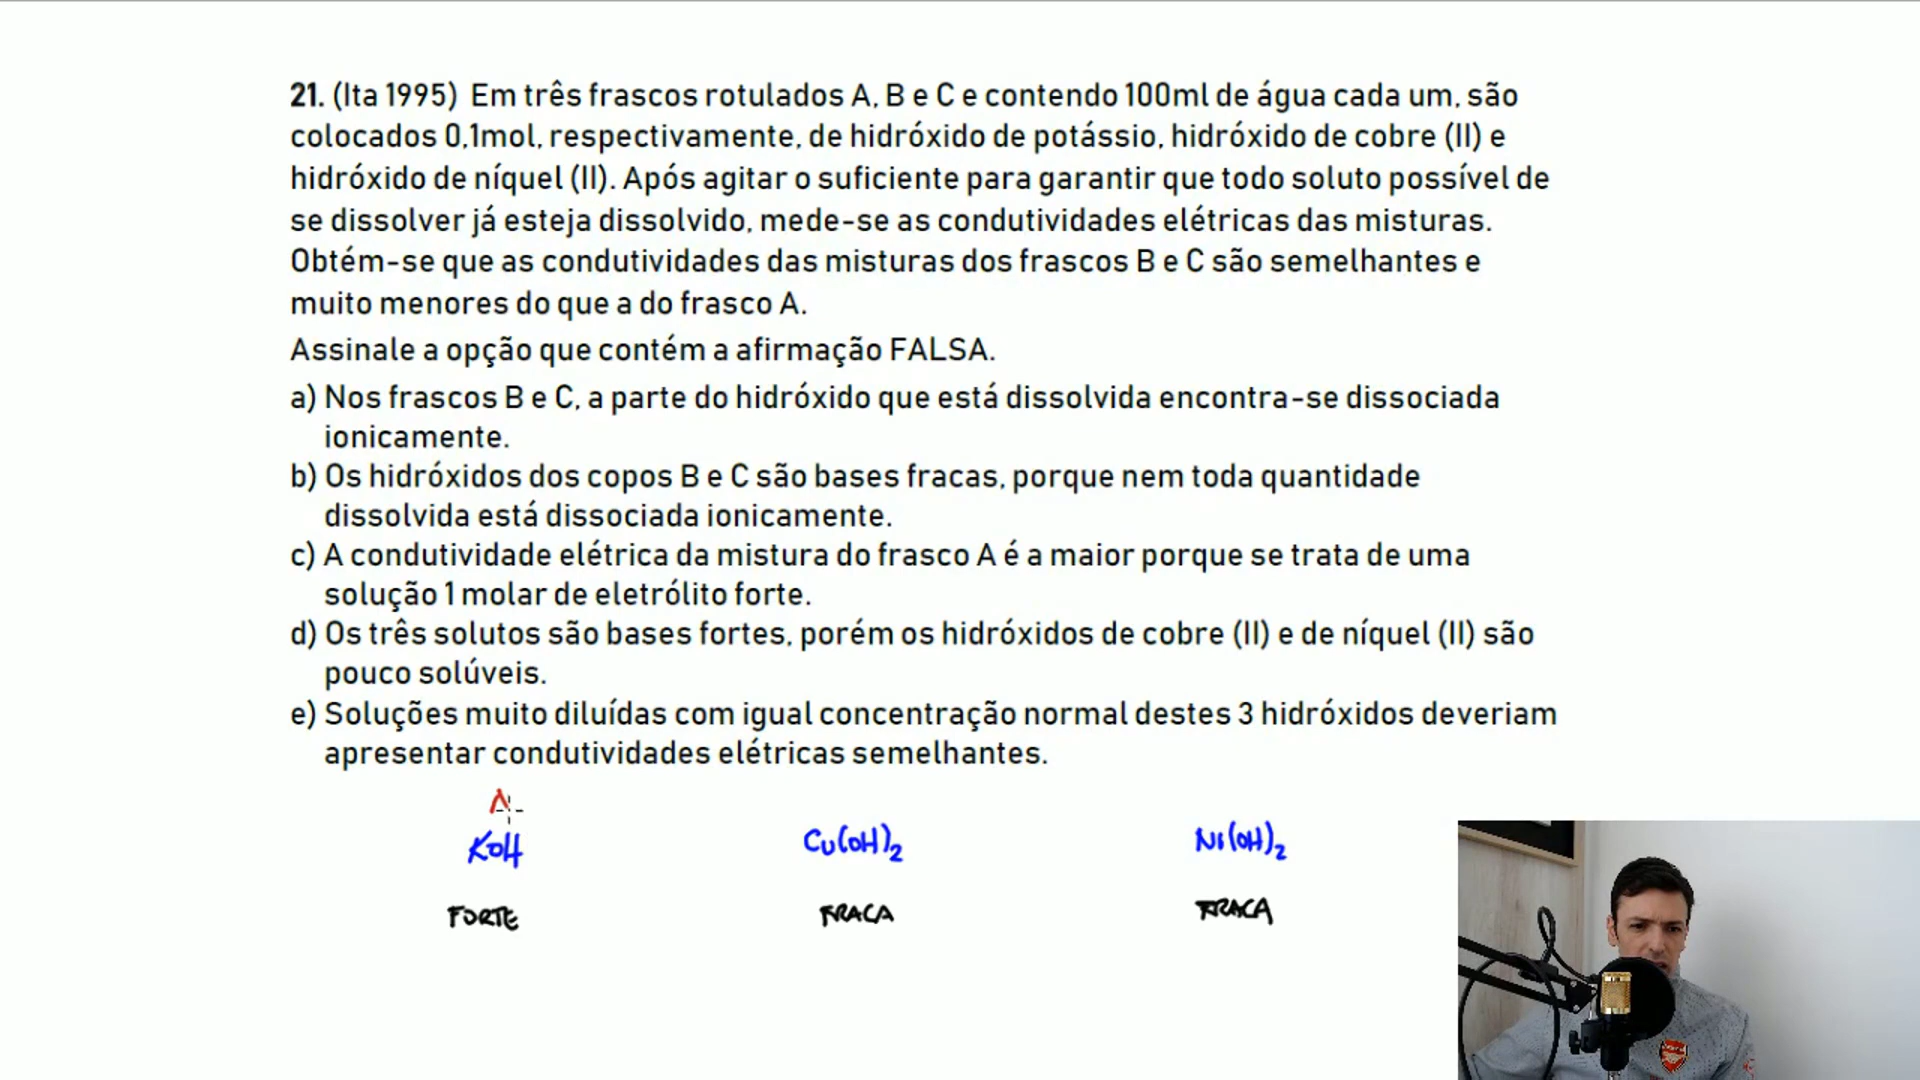 21. (Ita 1995) Em três frascos rotulados A, B e C e contendo 100ml de água cada um, são
colocados 0,1mol, respectivamente, de hidróxido de potássio, hidróxido de cobre (II) e
hidróxido de níquel (II). Após agitar o suficiente para garantir que todo soluto possível de
se dissolver já esteja dissolvido, mede-se as condutividades elétricas das misturas.
Obtém-se que as condutividades das misturas dos frascos B e C são semelhantes e
muito menores do que a do frasco A.
Assinale a opção que contém a afirmação FALSA.
a) Nos frascos B e C, a parte do hidróxido que está dissolvida encontra-se dissociada
ionicamente.
b) Os hidróxidos dos copos B e C são bases fracas, porque nem toda quantidade
dissolvida está dissociada ionicamente.
c) A condutividade elétrica da mistura do frasco A é a maior porque se trata de uma
solução 1 molar de eletrólito forte.
d) Os três solutos são bases fortes, porém os hidróxidos de cobre (II) e de níquel (II) são
pouco solúveis.
e) Soluções muito diluídas com igual concentração normal destes 3 hidróxidos deveriam
apresentar condutividades elétricas semelhantes.
KOH Cu(OH)2 Ni(OH)2
FORTE FRACA FRACA